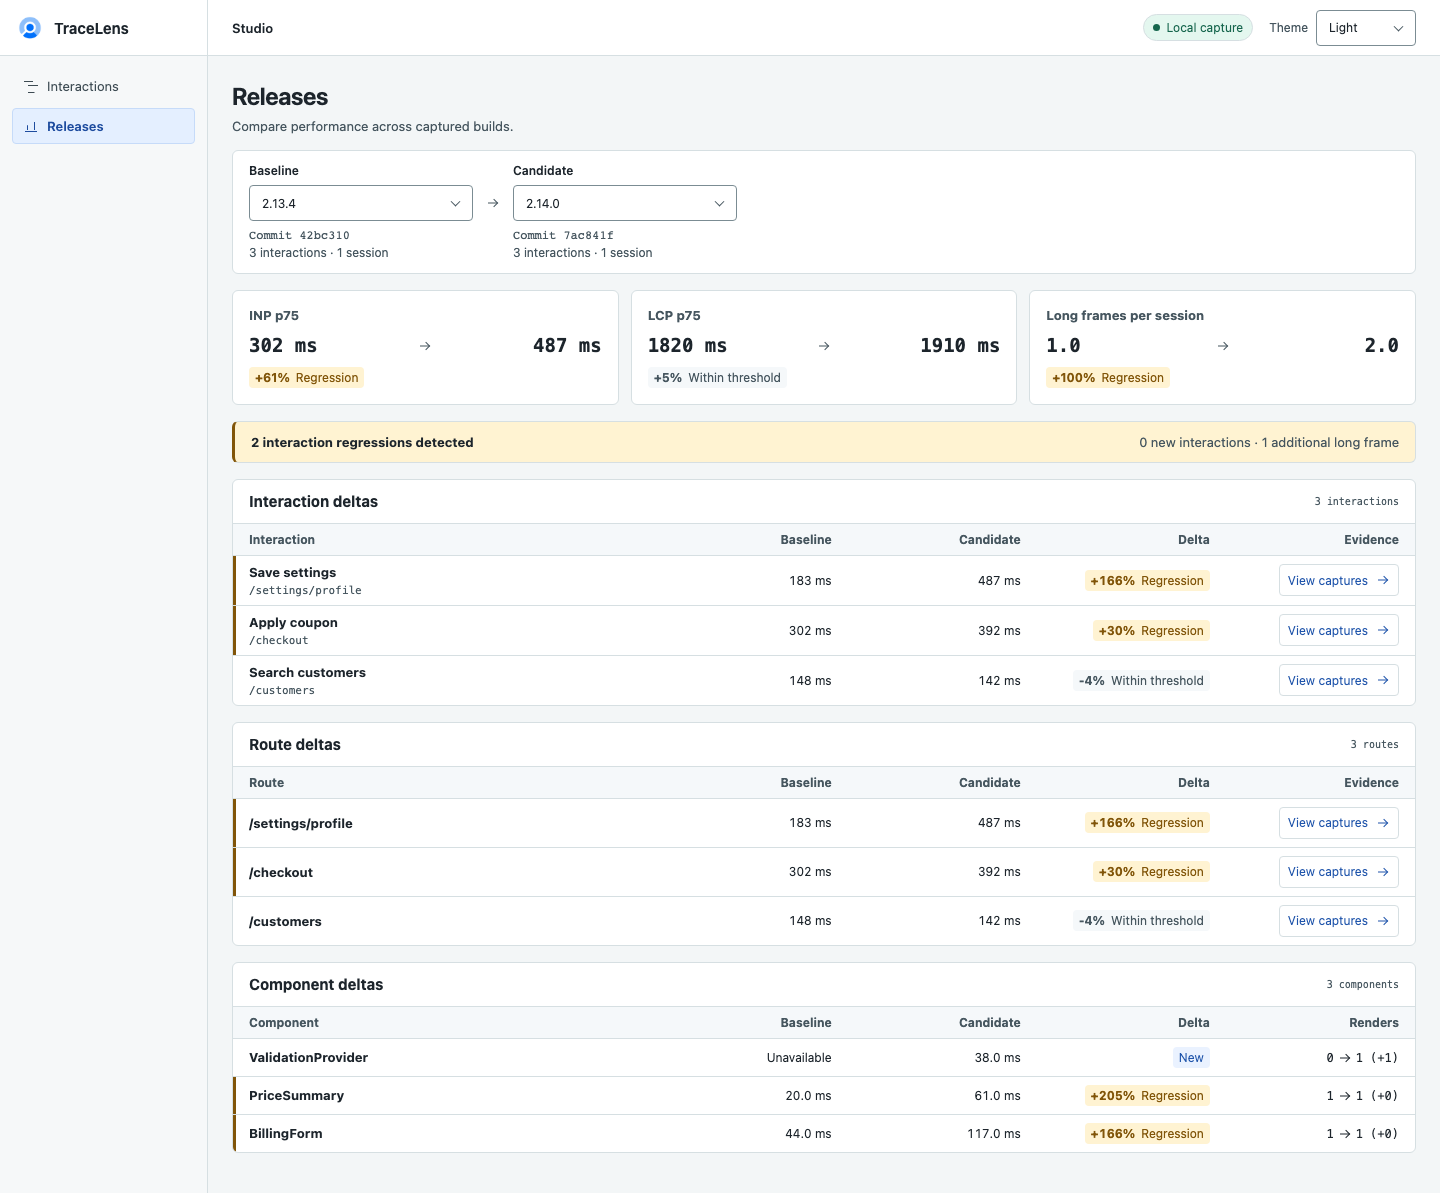 TraceLens
Studio
Local capture
Theme
Light
Interactions
Releases
Releases
Compare performance across captured builds.
Baseline
Candidate
2.13.4
2.14.0
Commit 42bc310
Commit 7ac841f
3 interactions · 1 session
3 interactions · 1 session
INP p75
302 ms → 487 ms
+61% Regression
LCP p75
1820 ms → 1910 ms
+5% Within threshold
Long frames per session
1.0 → 2.0
+100% Regression
2 interaction regressions detected
0 new interactions · 1 additional long frame
Interaction deltas
3 interactions
Interaction Baseline Candidate Delta Evidence
Save settings
/settings/profile
183 ms 487 ms +166% Regression View captures →
Apply coupon
/checkout
302 ms 392 ms +30% Regression View captures →
Search customers
/customers
148 ms 142 ms -4% Within threshold View captures →
Route deltas
3 routes
Route Baseline Candidate Delta Evidence
/settings/profile 183 ms 487 ms +166% Regression View captures →
/checkout 302 ms 392 ms +30% Regression View captures →
/customers 148 ms 142 ms -4% Within threshold View captures →
Component deltas
3 components
Component Baseline Candidate Delta Renders
ValidationProvider Unavailable 38.0 ms New 0 → 1 (+1)
PriceSummary 20.0 ms 61.0 ms +205% Regression 1 → 1 (+0)
BillingForm 44.0 ms 117.0 ms +166% Regression 1 → 1 (+0)